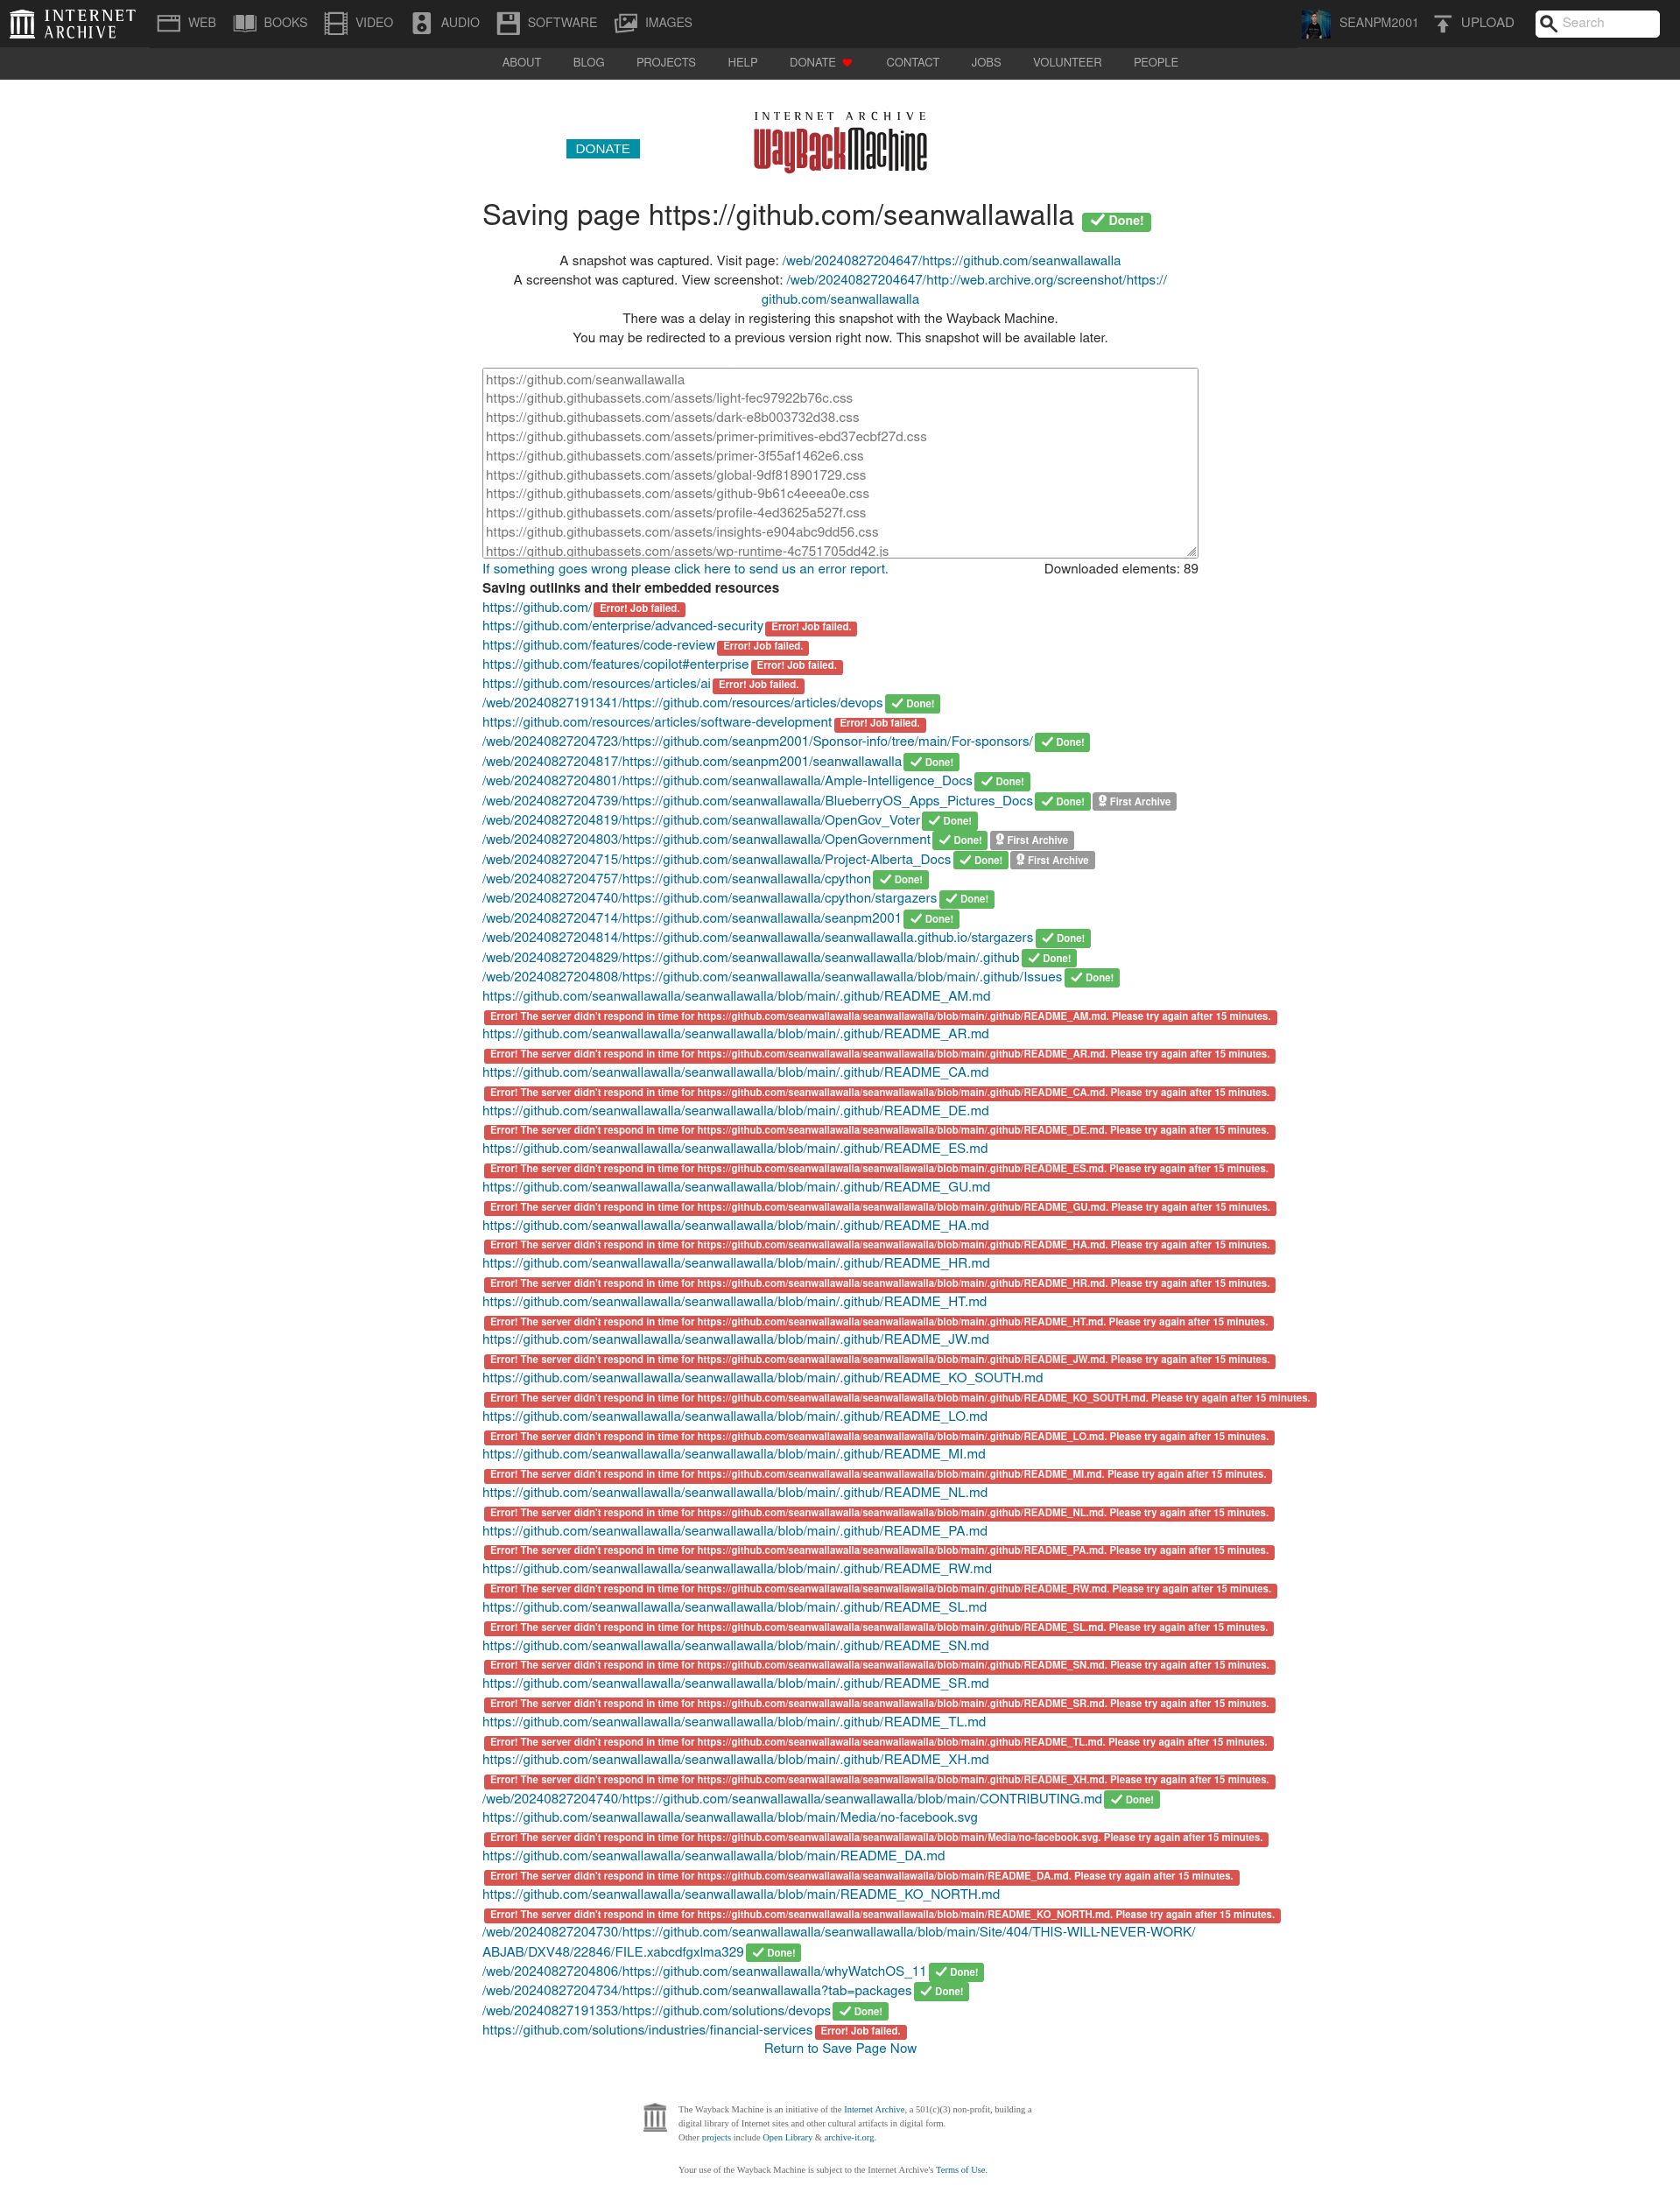 INTERNET ARCHIVE
WEB BOOKS VIDEO AUDIO SOFTWARE IMAGES SEANPM2001 UPLOAD Search
ABOUT BLOG PROJECTS HELP DONATE CONTACT JOBS VOLUNTEER PEOPLE
INTERNET ARCHIVE
DONATE WayBackMachine
Saving page https://github.com/seanwallawalla Done!
A snapshot was captured. Visit page: /web/20240827204647/https://github.com/seanwallawalla
A screenshot was captured. View screenshot: /web/20240827204647/http://web.archive.org/screenshot/https://
github.com/seanwallawalla
There was a delay in registering this snapshot with the Wayback Machine.
You may be redirected to a previous version right now. This snapshot will be available later.
https://github.com/seanwallawalla
https://github.githubassets.com/assets/light-fec97922b76c.css
https://github.githubassets.com/assets/dark-e8b003732d38.css
https://github.githubassets.com/assets/primer-primitives-ebd37ecbf27d.css
https://github.githubassets.com/assets/primer-3f55af1462e6.css
https://github.githubassets.com/assets/global-9df818901729.css
https://github.githubassets.com/assets/github-9b61c4eeea0e.css
https://github.githubassets.com/assets/profile-4ed3625a527f.css
https://github.githubassets.com/assets/insights-e904abc9dd56.css
https://github.githubassets.com/assets/wp-runtime-4c751705dd42.js
If something goes wrong please click here to send us an error report. Downloaded elements: 89
Saving outlinks and their embedded resources
https://github.com/ Error! Job failed.
https://github.com/enterprise/advanced-security Error! Job failed.
https://github.com/features/code-review Error! Job failed.
https://github.com/features/copilot#enterprise Error! Job failed.
https://github.com/resources/articles/ai Error! Job failed.
/web/20240827191341/https://github.com/resources/articles/devops Done!
https://github.com/resources/articles/software-development Error! Job failed.
/web/20240827204723/https://github.com/seanpm2001/Sponsor-info/tree/main/For-sponsors/ Done!
/web/20240827204817/https://github.com/seanpm2001/seanwallawalla Done!
/web/20240827204801/https://github.com/seanwallawalla/Ample-Intelligence_Docs Done!
/web/20240827204739/https://github.com/seanwallawalla/BlueberryOS_Apps_Pictures_Docs Done! First Archive
/web/20240827204819/https://github.com/seanwallawalla/OpenGov_Voter Done!
/web/20240827204803/https://github.com/seanwallawalla/OpenGovernment Done! First Archive
/web/20240827204715/https://github.com/seanwallawalla/Project-Alberta_Docs Done! First Archive
/web/20240827204757/https://github.com/seanwallawalla/cpython Done!
/web/20240827204740/https://github.com/seanwallawalla/cpython/stargazers Done!
/web/20240827204714/https://github.com/seanwallawalla/seanpm2001 Done!
/web/20240827204814/https://github.com/seanwallawalla/seanwallawalla.github.io/stargazers Done!
/web/20240827204829/https://github.com/seanwallawalla/seanwallawalla/blob/main/.github Done!
/web/20240827204808/https://github.com/seanwallawalla/seanwallawalla/blob/main/.github/Issues Done!
https://github.com/seanwallawalla/seanwallawalla/blob/main/.github/README_AM.md
Error! The server didn't respond in time for https://github.com/seanwallawalla/seanwallawalla/blob/main/.github/README_AM.md. Please try again after 15 minutes.
https://github.com/seanwallawalla/seanwallawalla/blob/main/.github/README_AR.md
Error! The server didn't respond in time for https://github.com/seanwallawalla/seanwallawalla/blob/main/.github/README_AR.md. Please try again after 15 minutes.
https://github.com/seanwallawalla/seanwallawalla/blob/main/.github/README_CA.md
Error! The server didn't respond in time for https://github.com/seanwallawalla/seanwallawalla/blob/main/.github/README_CA.md. Please try again after 15 minutes.
https://github.com/seanwallawalla/seanwallawalla/blob/main/.github/README_DE.md
Error! The server didn't respond in time for https://github.com/seanwallawalla/seanwallawalla/blob/main/.github/README_DE.md. Please try again after 15 minutes.
https://github.com/seanwallawalla/seanwallawalla/blob/main/.github/README_ES.md
Error! The server didn't respond in time for https://github.com/seanwallawalla/seanwallawalla/blob/main/.github/README_ES.md. Please try again after 15 minutes.
https://github.com/seanwallawalla/seanwallawalla/blob/main/.github/README_GU.md
Error! The server didn't respond in time for https://github.com/seanwallawalla/seanwallawalla/blob/main/.github/README_GU.md. Please try again after 15 minutes.
https://github.com/seanwallawalla/seanwallawalla/blob/main/.github/README_HA.md
Error! The server didn't respond in time for https://github.com/seanwallawalla/seanwallawalla/blob/main/.github/README_HA.md. Please try again after 15 minutes.
https://github.com/seanwallawalla/seanwallawalla/blob/main/.github/README_HR.md
Error! The server didn't respond in time for https://github.com/seanwallawalla/seanwallawalla/blob/main/.github/README_HR.md. Please try again after 15 minutes.
https://github.com/seanwallawalla/seanwallawalla/blob/main/.github/README_HT.md
Error! The server didn't respond in time for https://github.com/seanwallawalla/seanwallawalla/blob/main/.github/README_HT.md. Please try again after 15 minutes.
https://github.com/seanwallawalla/seanwallawalla/blob/main/.github/README_JW.md
Error! The server didn't respond in time for https://github.com/seanwallawalla/seanwallawalla/blob/main/.github/README_JW.md. Please try again after 15 minutes.
https://github.com/seanwallawalla/seanwallawalla/blob/main/.github/README_KO_SOUTH.md
Error! The server didn't respond in time for https://github.com/seanwallawalla/seanwallawalla/blob/main/.github/README_KO_SOUTH.md. Please try again after 15 minutes.
https://github.com/seanwallawalla/seanwallawalla/blob/main/.github/README_LO.md
Error! The server didn't respond in time for https://github.com/seanwallawalla/seanwallawalla/blob/main/.github/README_LO.md. Please try again after 15 minutes.
https://github.com/seanwallawalla/seanwallawalla/blob/main/.github/README_MI.md
Error! The server didn't respond in time for https://github.com/seanwallawalla/seanwallawalla/blob/main/.github/README_MI.md. Please try again after 15 minutes.
https://github.com/seanwallawalla/seanwallawalla/blob/main/.github/README_NL.md
Error! The server didn't respond in time for https://github.com/seanwallawalla/seanwallawalla/blob/main/.github/README_NL.md. Please try again after 15 minutes.
https://github.com/seanwallawalla/seanwallawalla/blob/main/.github/README_PA.md
Error! The server didn't respond in time for https://github.com/seanwallawalla/seanwallawalla/blob/main/.github/README_PA.md. Please try again after 15 minutes.
https://github.com/seanwallawalla/seanwallawalla/blob/main/.github/README_RW.md
Error! The server didn't respond in time for https://github.com/seanwallawalla/seanwallawalla/blob/main/.github/README_RW.md. Please try again after 15 minutes.
https://github.com/seanwallawalla/seanwallawalla/blob/main/.github/README_SL.md
Error! The server didn't respond in time for https://github.com/seanwallawalla/seanwallawalla/blob/main/.github/README_SL.md. Please try again after 15 minutes.
https://github.com/seanwallawalla/seanwallawalla/blob/main/.github/README_SN.md
Error! The server didn't respond in time for https://github.com/seanwallawalla/seanwallawalla/blob/main/.github/README_SN.md. Please try again after 15 minutes.
https://github.com/seanwallawalla/seanwallawalla/blob/main/.github/README_SR.md
Error! The server didn't respond in time for https://github.com/seanwallawalla/seanwallawalla/blob/main/.github/README_SR.md. Please try again after 15 minutes.
https://github.com/seanwallawalla/seanwallawalla/blob/main/.github/README_TL.md
Error! The server didn't respond in time for https://github.com/seanwallawalla/seanwallawalla/blob/main/.github/README_TL.md. Please try again after 15 minutes.
https://github.com/seanwallawalla/seanwallawalla/blob/main/.github/README_XH.md
Error! The server didn't respond in time for https://github.com/seanwallawalla/seanwallawalla/blob/main/.github/README_XH.md. Please try again after 15 minutes.
/web/20240827204740/https://github.com/seanwallawalla/seanwallawalla/blob/main/CONTRIBUTING.md Done!
https://github.com/seanwallawalla/seanwallawalla/blob/main/Media/no-facebook.svg
Error! The server didn't respond in time for https://github.com/seanwallawalla/seanwallawalla/blob/main/Media/no-facebook.svg. Please try again after 15 minutes.
https://github.com/seanwallawalla/seanwallawalla/blob/main/README_DA.md
Error! The server didn't respond in time for https://github.com/seanwallawalla/seanwallawalla/blob/main/README_DA.md. Please try again after 15 minutes.
https://github.com/seanwallawalla/seanwallawalla/blob/main/README_KO_NORTH.md
Error! The server didn't respond in time for https://github.com/seanwallawalla/seanwallawalla/blob/main/README_KO_NORTH.md. Please try again after 15 minutes.
/web/20240827204730/https://github.com/seanwallawalla/seanwallawalla/blob/main/Site/404/THIS-WILL-NEVER-WORK/
ABJAB/DXV48/22846/FILE.xabcdfgxlma329 Done!
/web/20240827204806/https://github.com/seanwallawalla/whyWatchOS_11 Done!
/web/20240827204734/https://github.com/seanwallawalla?tab=packages Done!
/web/20240827191353/https://github.com/solutions/devops Done!
https://github.com/solutions/industries/financial-services Error! Job failed.
Return to Save Page Now
The Wayback Machine is an initiative of the Internet Archive, a 501(c)(3) non-profit, building a
digital library of Internet sites and other cultural artifacts in digital form.
Other projects include Open Library & archive-it.org.
Your use of the Wayback Machine is subject to the Internet Archive's Terms of Use.